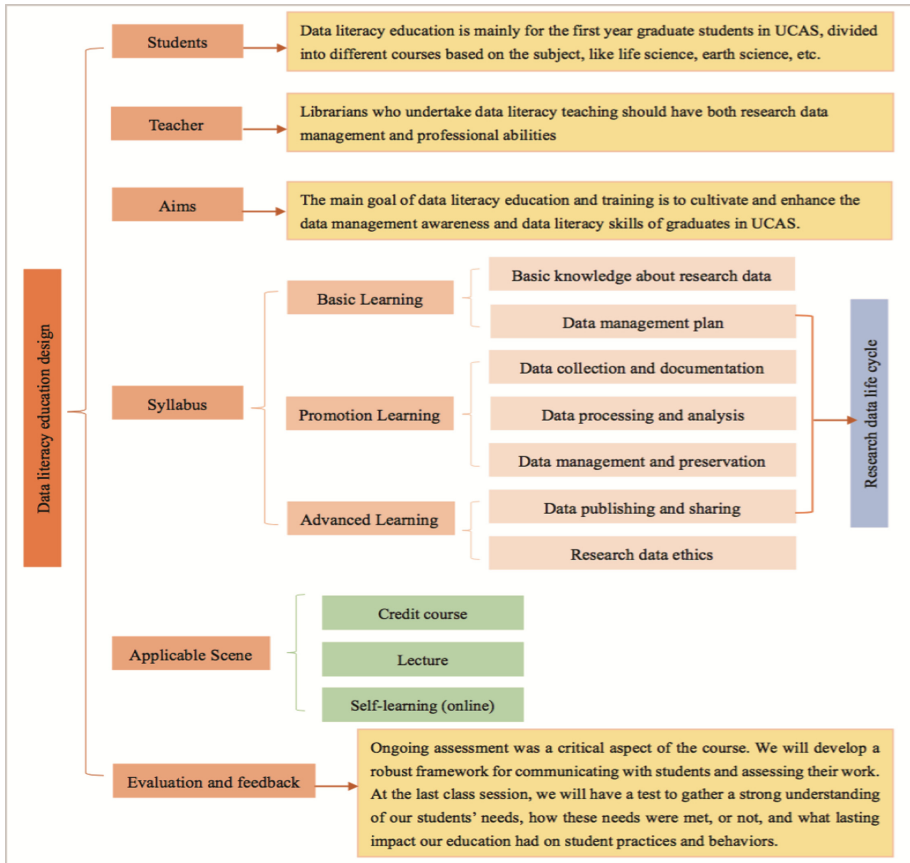 Students
Data literacy education is mainly for the first year graduate students in UCAS, divided
into different courses based on the subject, like life science, earth science, etc.
Teacher
Librarians who undertake data literacy teaching should have both research data
management and professional abilities
Aims
The main goal of data literacy education and training is to cultivate and enhance the
data management awareness and data literacy skills of graduates in UCAS.
Data literacy education design
Syllabus
Basic Learning
Basic knowledge about research data
Data management plan
Promotion Learning
Data collection and documentation
Data processing and analysis
Data management and preservation
Advanced Learning
Data publishing and sharing
Research data ethics
Research data life cycle
Applicable Scene
Credit course
Lecture
Self-learning (online)
Evaluation and feedback
Ongoing assessment was a critical aspect of the course. We will develop a
robust framework for communicating with students and assessing their work.
At the last class session, we will have a test to gather a strong understanding
of our students' needs, how these needs were met, or not, and what lasting
impact our education had on student practices and behaviors.